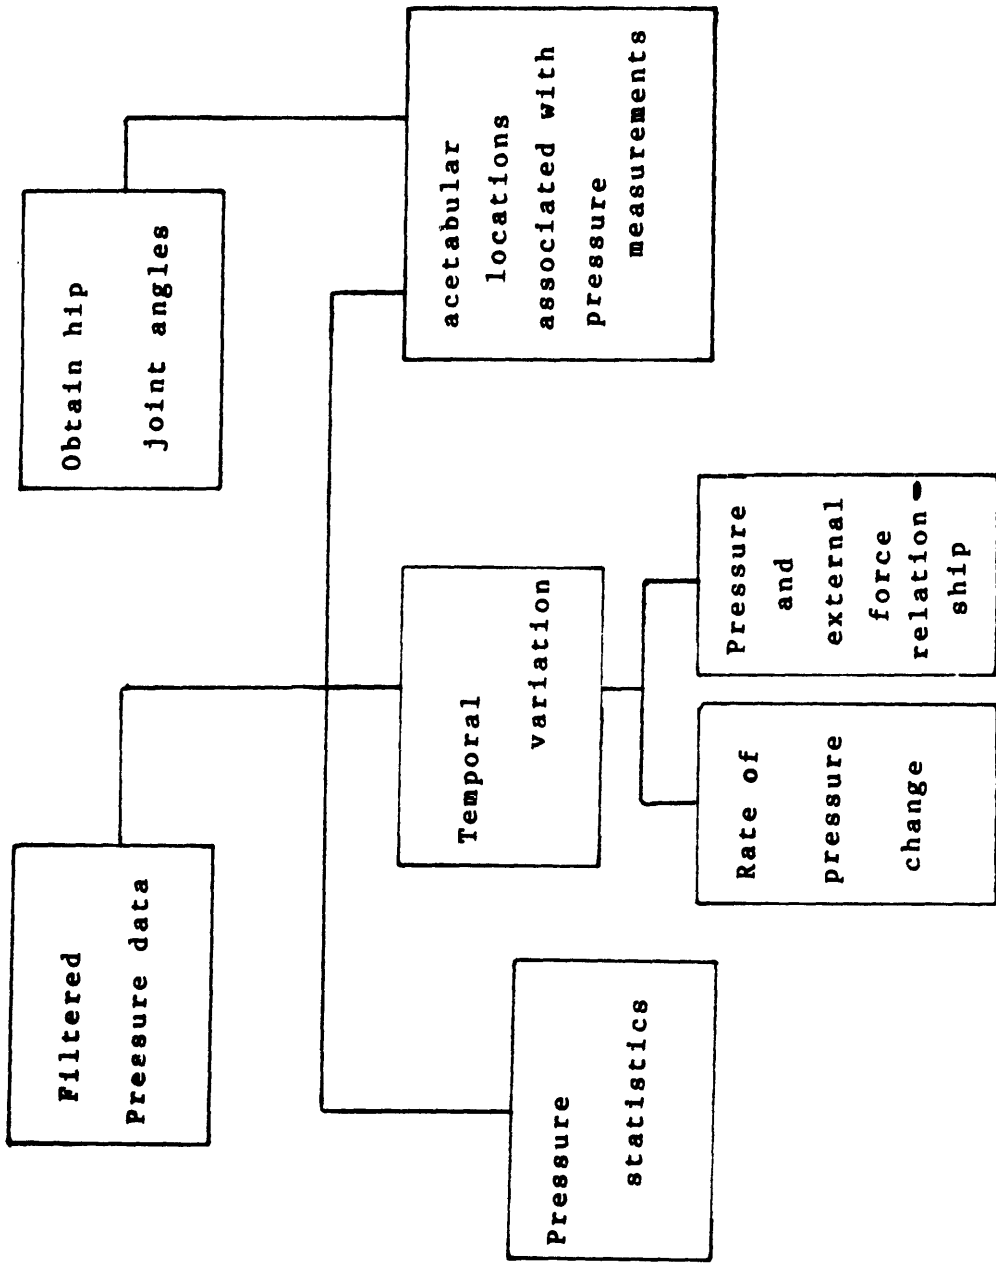 Filtered
Pressure data
Obtain hip
joint angles
Pressure
statistics
Temporal
variation
acetabular
locations
associated with
pressure
measurements
Rate of
pressure
change
Pressure
and
external
force
relation-
ship